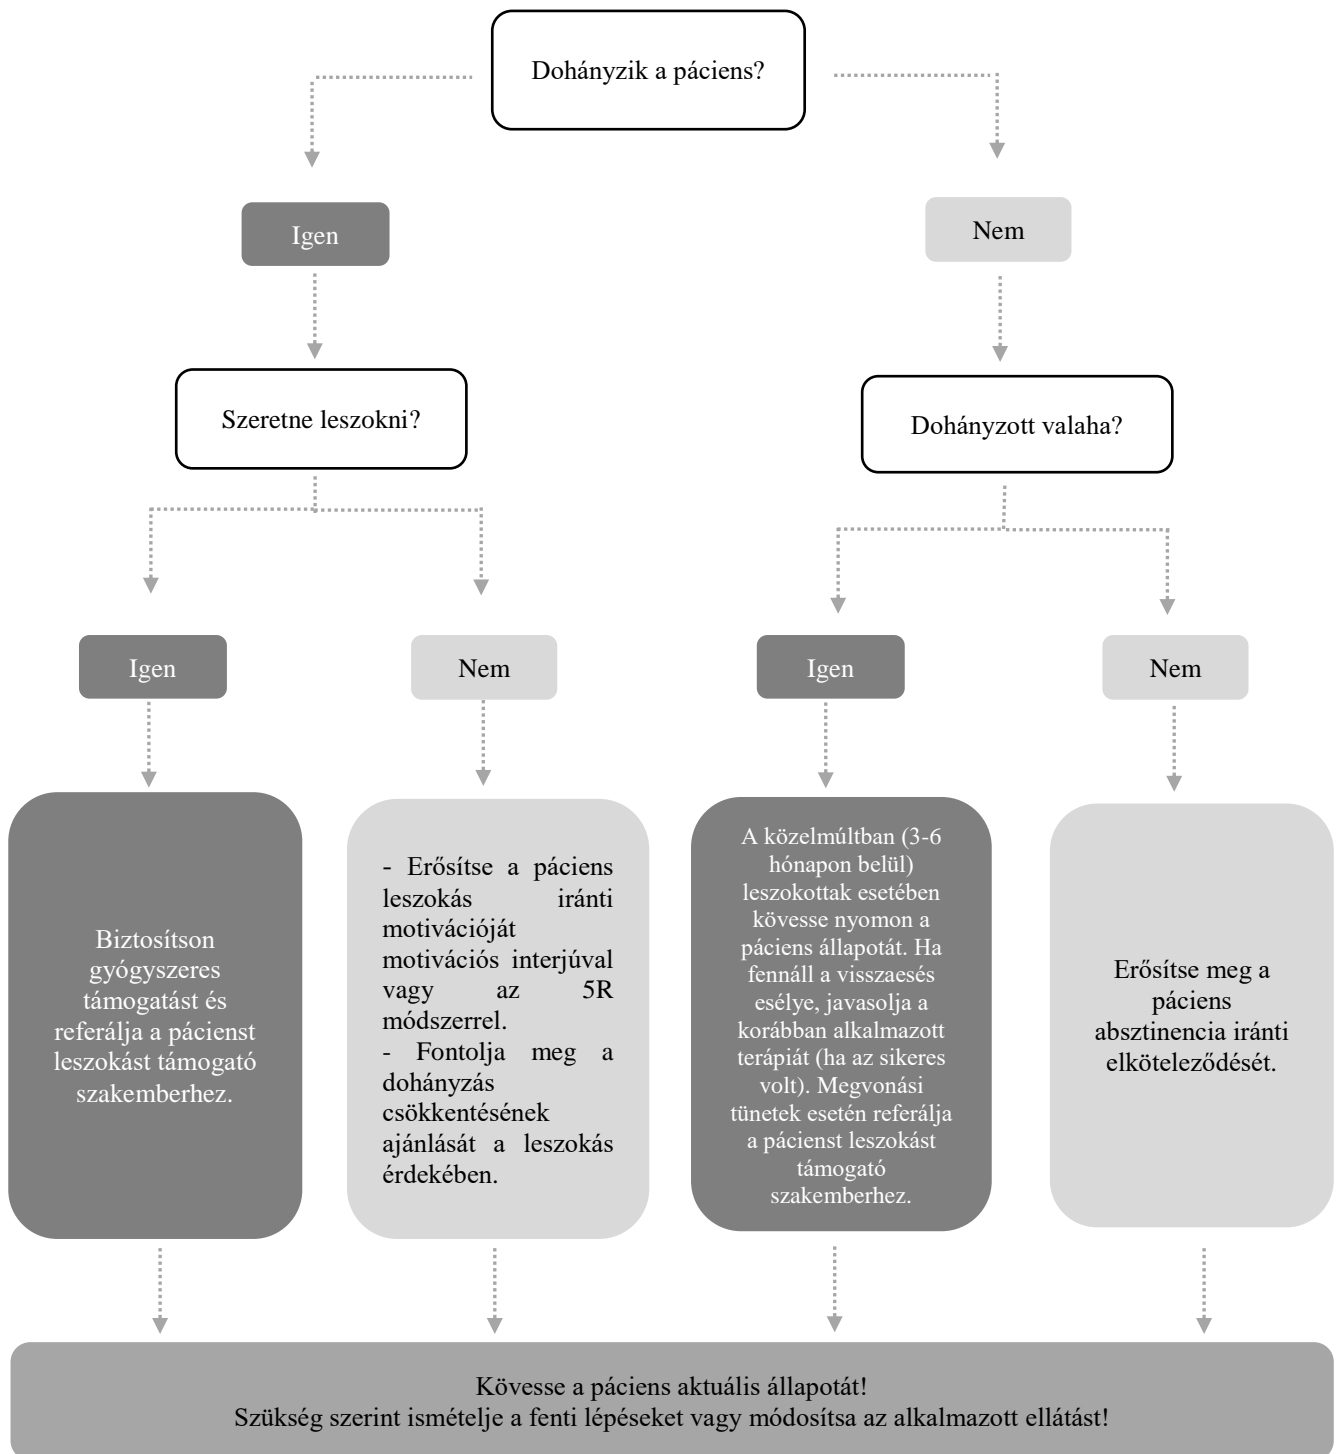 Dohányzik a páciens?
Igen
Nem
Szeretne leszokni?
Dohányzott valaha?
Igen
Nem
Igen
Nem
Biztosítson
gyógyszeres
támogatást és
referálja a pácienst
leszokást támogató
szakemberhez.
- Erősítse a páciens
leszokás iránti
motivációját
motivációs interjúval
vagy az 5R
módszerrel.
- Fontolja meg a
dohányzás
csökkentésének
ajánlását a leszokás
érdekében.
A közelmúltban (3-6
hónapon belül)
leszokottak esetében
kövesse nyomon a
páciens állapotát. Ha
fennáll a visszaesés
esélye, javasolja a
korábban alkalmazott
terápiát (ha az sikeres
volt). Megvonási
tünetek esetén referálja
a pácienst leszokást
támogató
szakemberhez.
Erősítse meg a
páciens
absztinencia iránti
elköteleződését.
Kövesse a páciens aktuális állapotát!
Szükség szerint ismételje a fenti lépéseket vagy módosítsa az alkalmazott ellátást!